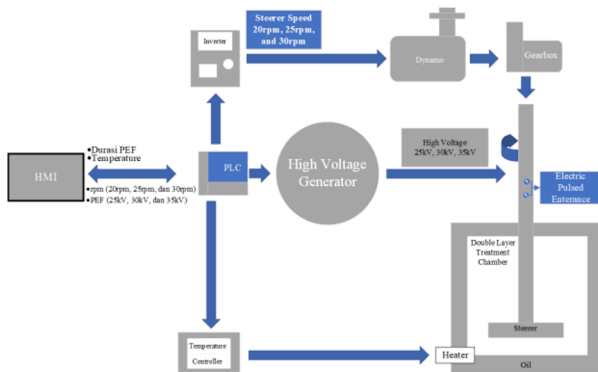 Steerer Speed
20rpm, 25rpm,
and 30rpm
Inverter
Dynamo
Gearbox
•Durasi PEF
•Temperature
HMI
•rpm (20rpm, 25rpm, dan 30rpm)
•PEF (25kV, 30kV, dan 35kV)
PLC
High Voltage
Generator
High Voltage
25kV, 30kV, 35kV
Electric
Pulsed
Enterance
Double Layer
Treatment
Chamber
Steerer
Temperature
Controller
Heater
Oil